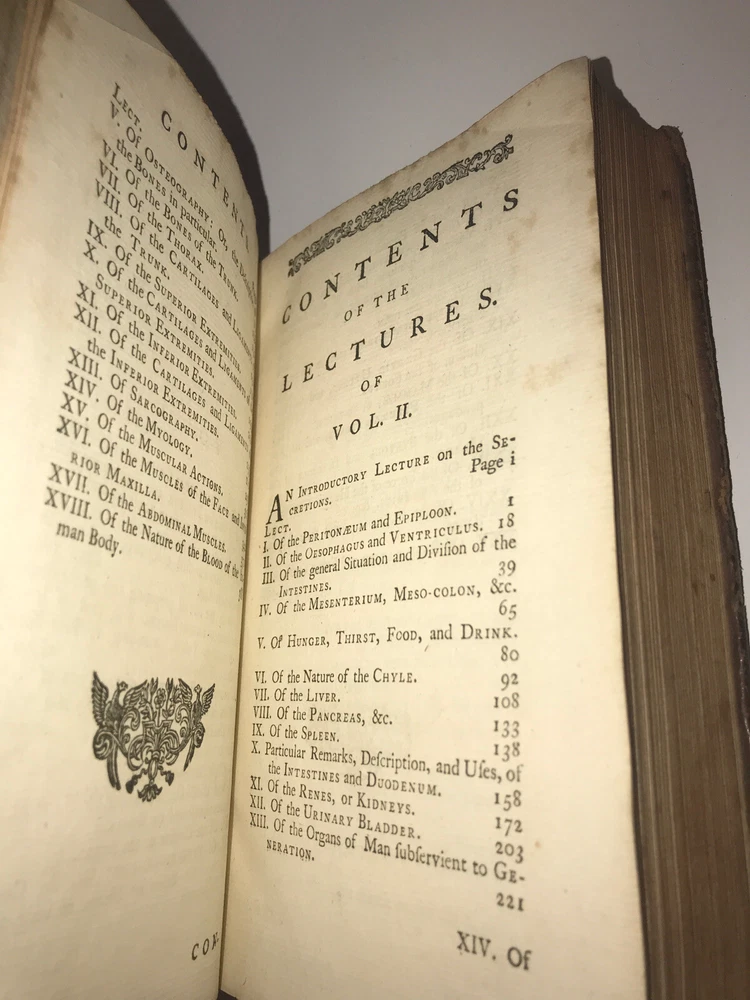 CONTENTS
Lect.
V. Of Osteography: Or, the
the Bones in particular.
VI. Of the Bones of the Trunk.
VII. Of the Thorax.
VIII. Of the Cartilages and
the Trunk.
IX. Of the Superior Extremities.
X. Of the Cartilages and Ligaments
Superior Extremities.
XI. Of the Inferior Extremities.
XII. Of the Cartilages and Ligaments
the Inferior Extremities.
XIII. Of Sarcography.
XIV. Of the Myology.
XV. Of the Muscular Actions.
XVI. Of the Muscles of the Face and
rior Maxilla.
XVII. Of the Abdominal Muscles.
XVIII. Of the Nature of the Blood of the
man Body.
CON-
CONTENTS
OF THE
LECTURES.
OF
VOL. II.
AN Introductory Lecture on the Se-
cretions. Page i
Lect.
I. Of the Peritonæum and Epiploon. 1
II. Of the Oesophagus and Ventriculus. 18
III. Of the general Situation and Diviſion of the
Intestines. 39
IV. Of the Mesenterium, Meso-colon, &c.
65
V. Of Hunger, Thirst, Food, and Drink.
80
VI. Of the Nature of the Chyle. 92
VII. Of the Liver. 108
VIII. Of the Pancreas, &c. 133
IX. Of the Spleen. 138
X. Particular Remarks, Deſcription, and Uſes, of
the Intestines and Duodenum. 158
XI. Of the Renes, or Kidneys. 172
XII. Of the Urinary Bladder. 203
XIII. Of the Organs of Man ſubſervient to Ge-
neration. 221
XIV. Of